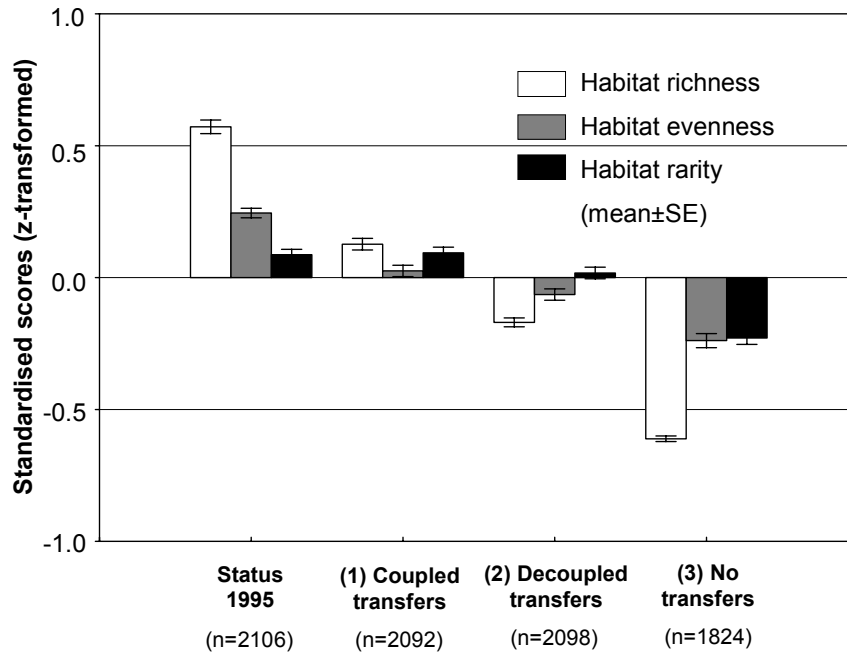 Standardised scores (z-transformed)
1.0
0.5
0.0
-0.5
-1.0
Habitat richness
Habitat evenness
Habitat rarity
(mean±SE)
Status
1995
(n=2106)
(1) Coupled
transfers
(n=2092)
(2) Decoupled
transfers
(n=2098)
(3) No
transfers
(n=1824)